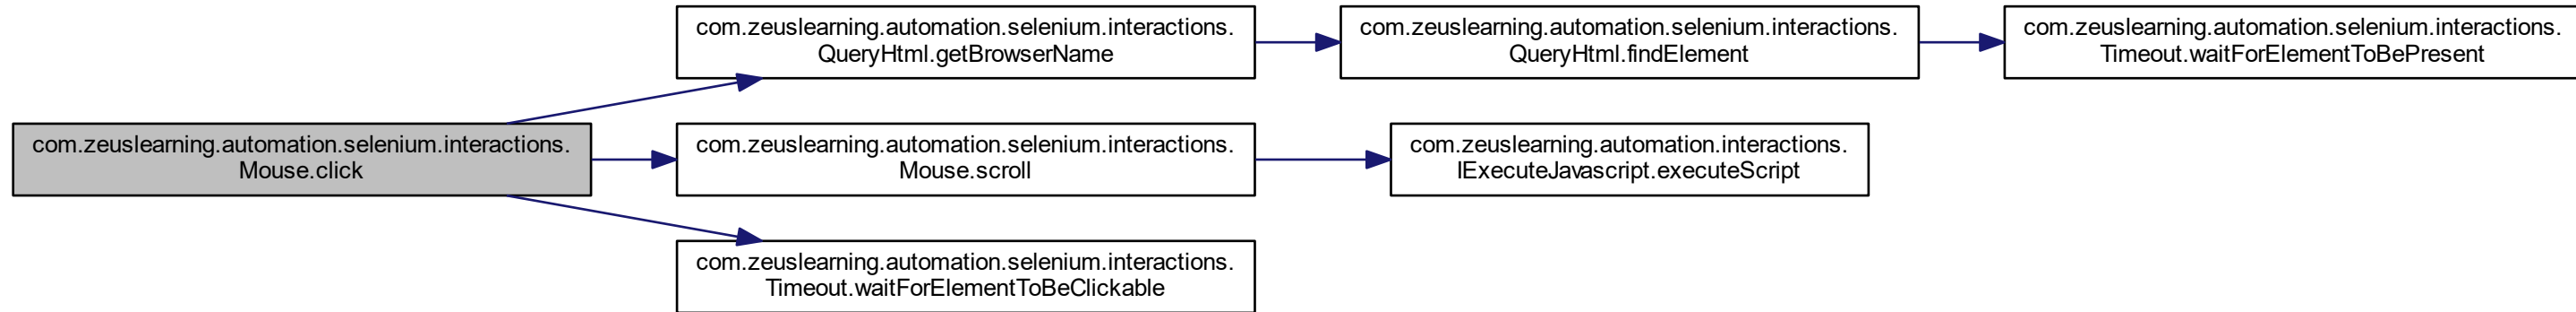 com.zeuslearning.automation.selenium.interactions.
QueryHtml.getBrowserName
com.zeuslearning.automation.selenium.interactions.
QueryHtml.findElement
com.zeuslearning.automation.selenium.interactions.
Timeout.waitForElementToBePresent
com.zeuslearning.automation.selenium.interactions.
Mouse.click
com.zeuslearning.automation.selenium.interactions.
Mouse.scroll
com.zeuslearning.automation.interactions.
IExecuteJavascript.executeScript
com.zeuslearning.automation.selenium.interactions.
Timeout.waitForElementToBeClickable